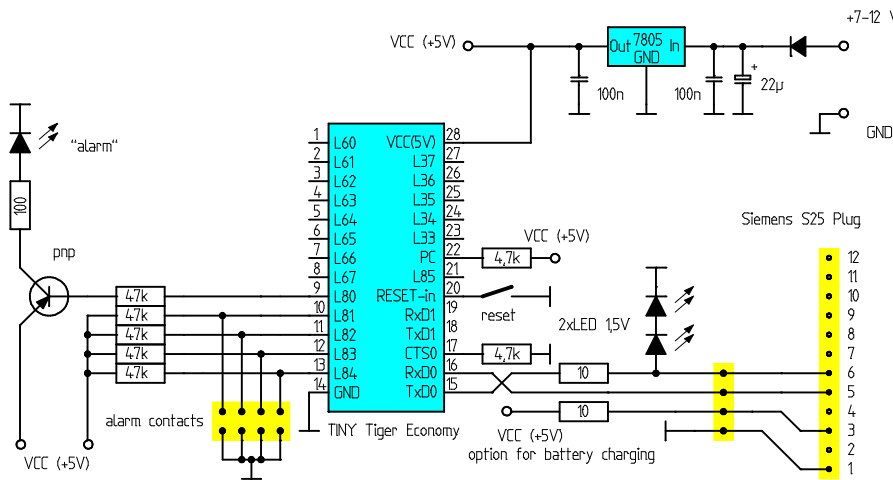 +7-12 V
VCC (+5V)
Out 7805 In
GND
100n
100n
+
22µ
GND
"alarm"
100
pnp
1 L60 VCC(5V) 28
2 L61 L37 27
3 L62 L36 26
4 L63 L35 25
5 L64 L34 24
6 L65 L33 23
7 L66 PC 22
8 L67 L85 21
9 L80 RESET-in 20
10 L81 RxD1 19
11 L82 TxD1 18
12 L83 CTS0 17
13 L84 RxD0 16
14 GND TxD0 15
TINY Tiger Economy
47k
47k
47k
47k
47k
alarm contacts
VCC (+5V)
VCC (+5V)
4,7k
reset
4,7k
2xLED 1,5V
10
10
VCC (+5V)
option for battery charging
Siemens S25 Plug
12
11
10
9
8
7
6
5
4
3
2
1